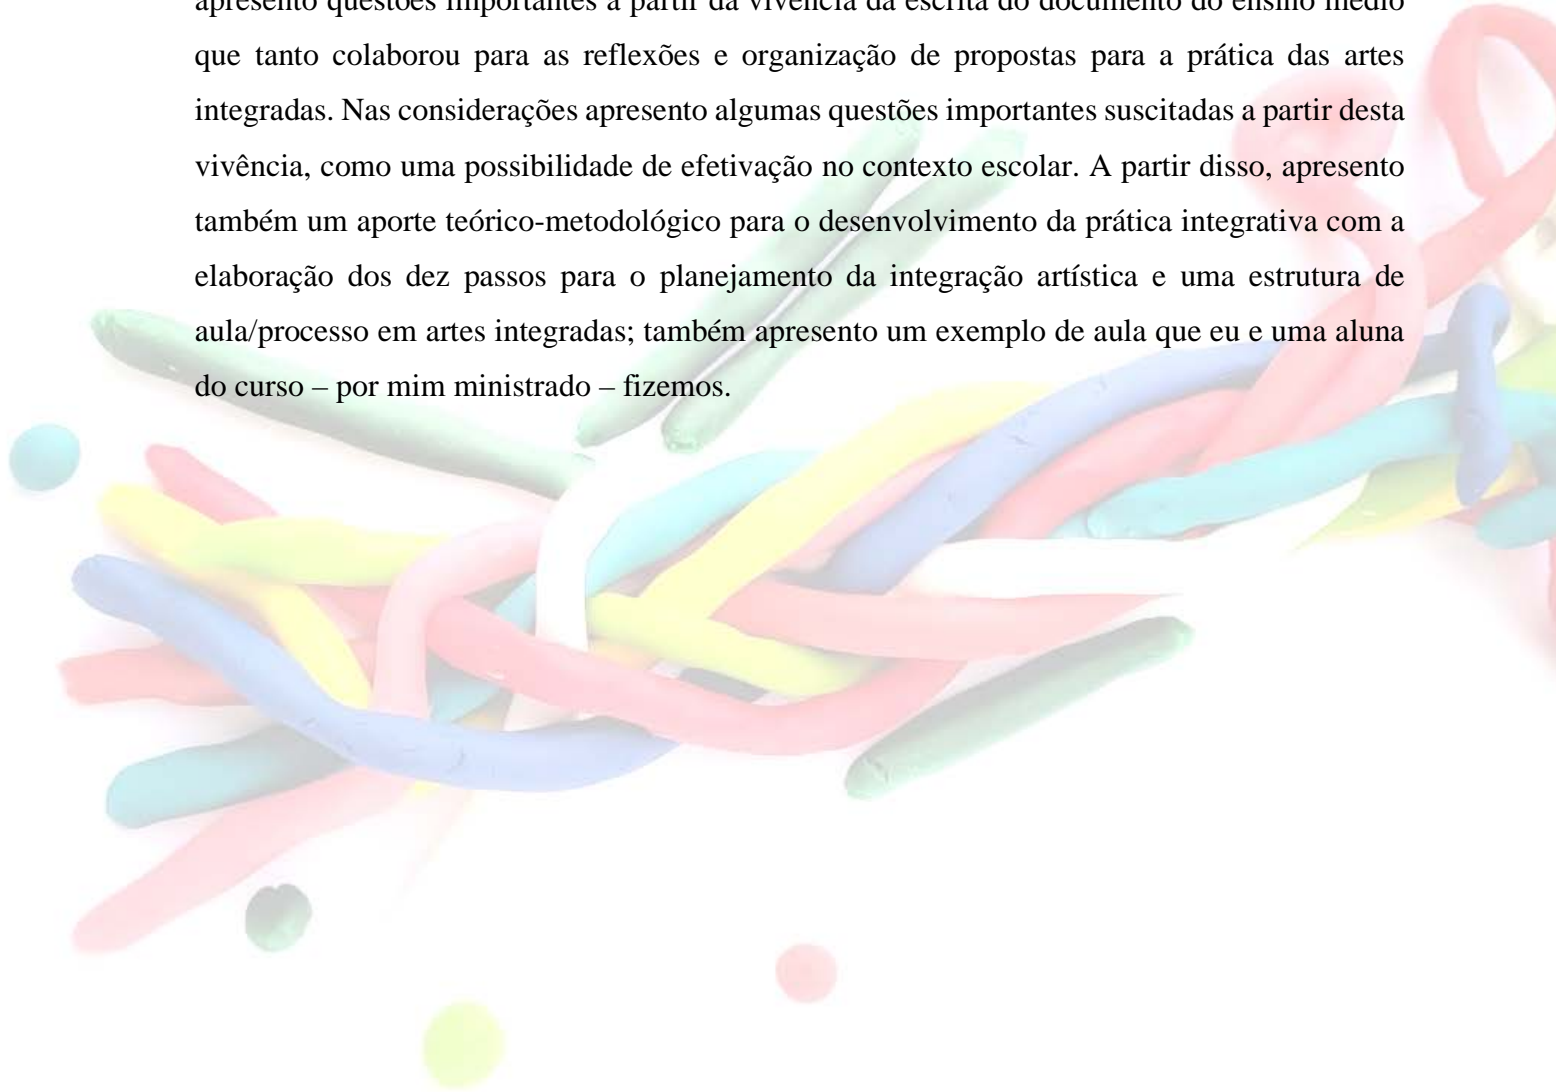 apresento questões importantes a partir da vivência da escrita do documento do ensino médio
que tanto colaborou para as reflexões e organização de propostas para a prática das artes
integradas. Nas considerações apresento algumas questões importantes suscitadas a partir desta
vivência, como uma possibilidade de efetivação no contexto escolar. A partir disso, apresento
também um aporte teórico-metodológico para o desenvolvimento da prática integrativa com a
elaboração dos dez passos para o planejamento da integração artística e uma estrutura de
aula/processo em artes integradas; também apresento um exemplo de aula que eu e uma aluna
do curso – por mim ministrado – fizemos.